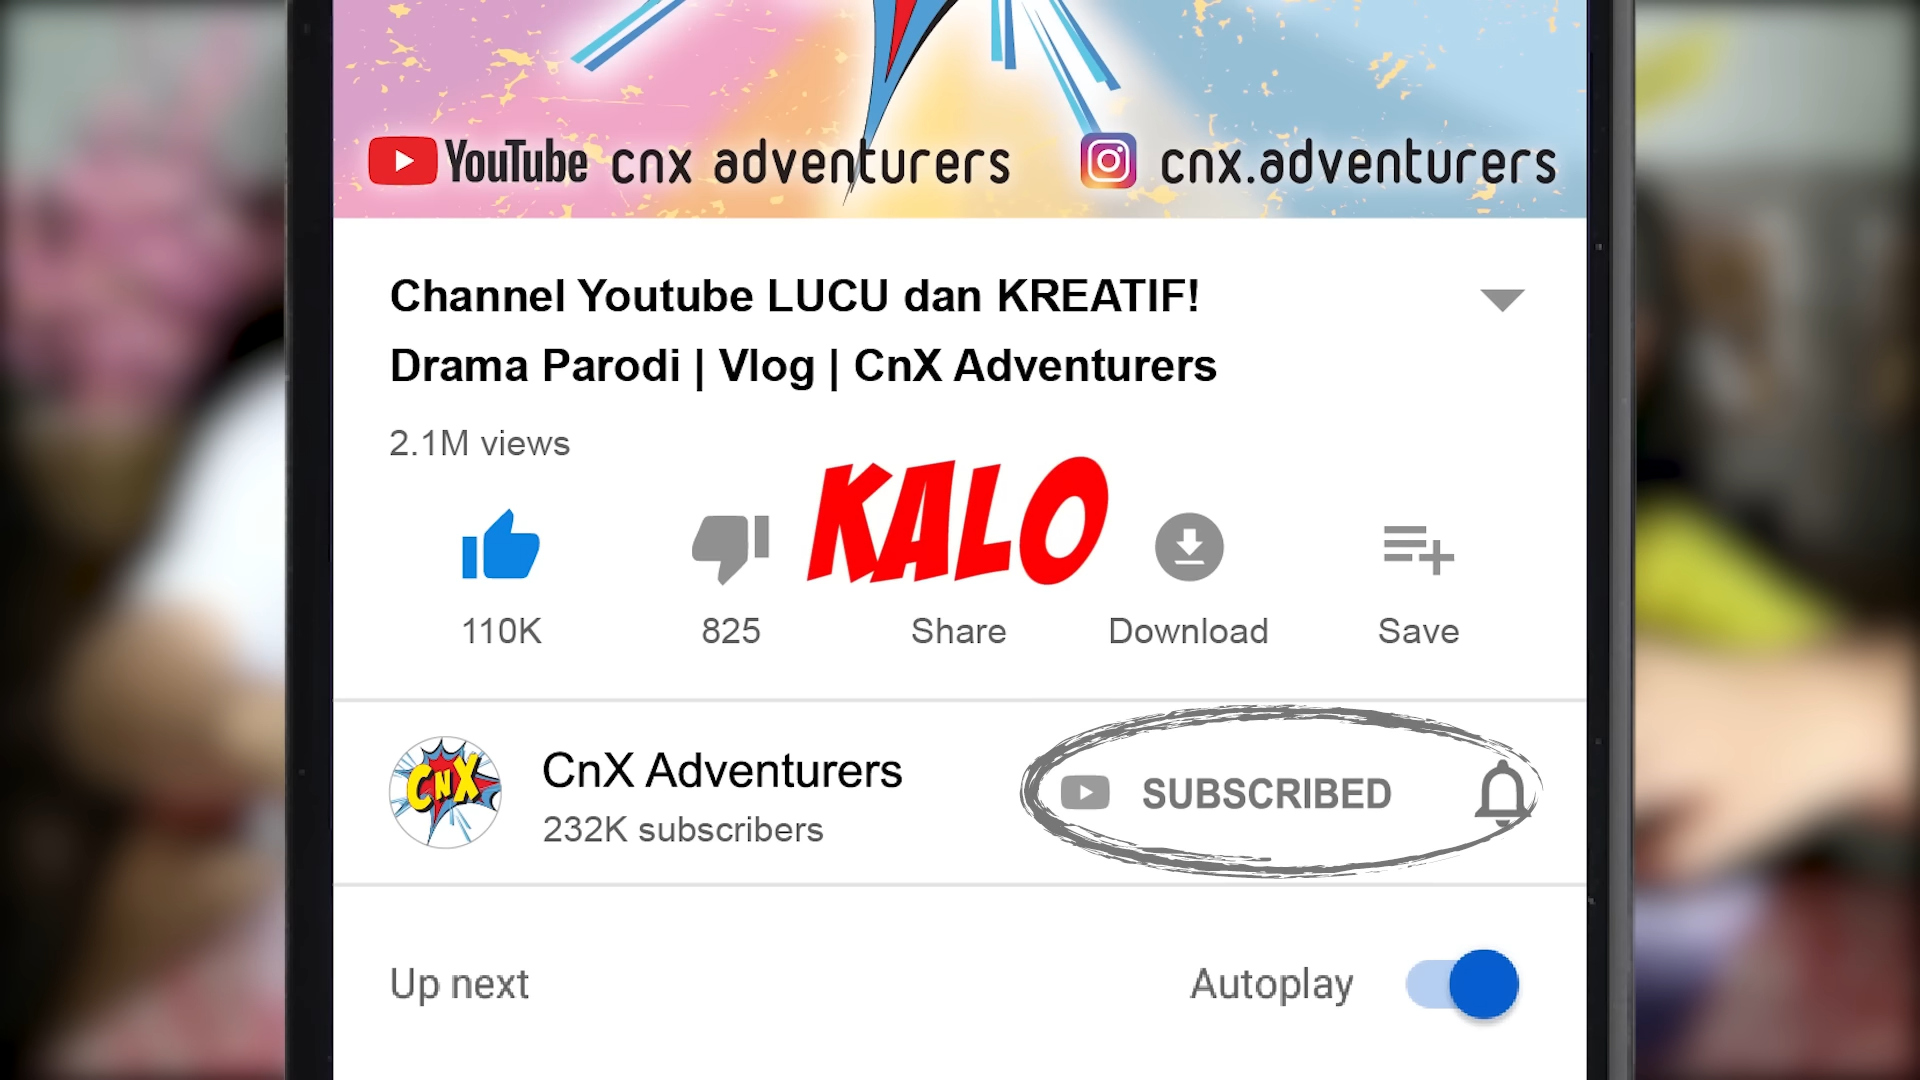 YouTube cnx adventurers cnx.adventurers
Channel Youtube LUCU dan KREATIF!
Drama Parodi | Vlog | CnX Adventurers
2.1M views
KALO
110K 825 Share Download Save
CnX
CnX Adventurers
232K subscribers
SUBSCRIBED
Up next Autoplay